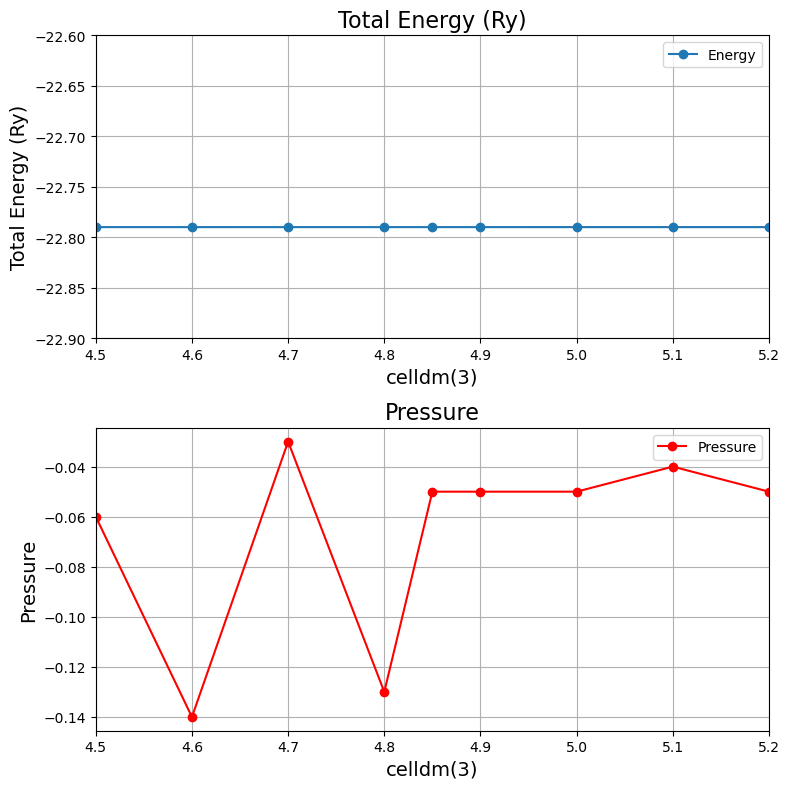 Total Energy (Ry)
Energy
Total Energy (Ry)
−22.60
−22.65
−22.70
−22.75
−22.80
−22.85
−22.90
4.5 4.6 4.7 4.8 4.9 5.0 5.1 5.2
celldm(3)
Pressure
Pressure
Pressure
−0.04
−0.06
−0.08
−0.10
−0.12
−0.14
4.5 4.6 4.7 4.8 4.9 5.0 5.1 5.2
celldm(3)